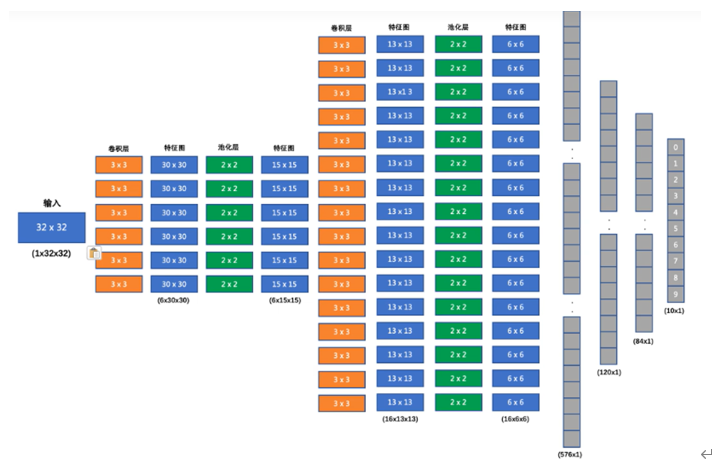 输入
32 x 32
(1x32x32)
卷积层 特征图 池化层 特征图
3 x 3 30 x 30 2 x 2 15 x 15
3 x 3 30 x 30 2 x 2 15 x 15
3 x 3 30 x 30 2 x 2 15 x 15
3 x 3 30 x 30 2 x 2 15 x 15
3 x 3 30 x 30 2 x 2 15 x 15
3 x 3 30 x 30 2 x 2 15 x 15
(6x30x30) (6x15x15)
卷积层 特征图 池化层 特征图
3 x 3 13 x 13 2 x 2 6 x 6
3 x 3 13 x 13 2 x 2 6 x 6
3 x 3 13 x1 3 2 x 2 6 x 6
3 x 3 13 x 13 2 x 2 6 x 6
3 x 3 13 x 13 2 x 2 6 x 6
3 x 3 13 x 13 2 x 2 6 x 6
3 x 3 13 x 13 2 x 2 6 x 6
3 x 3 13 x 13 2 x 2 6 x 6
3 x 3 13 x 13 2 x 2 6 x 6
3 x 3 13 x 13 2 x 2 6 x 6
3 x 3 13 x 13 2 x 2 6 x 6
3 x 3 13 x 13 2 x 2 6 x 6
3 x 3 13 x 13 2 x 2 6 x 6
3 x 3 13 x 13 2 x 2 6 x 6
3 x 3 13 x 13 2 x 2 6 x 6
3 x 3 13 x 13 2 x 2 6 x 6
(16x13x13) (16x6x6)
(576x1)
(120x1)
(84x1)
0
1
2
3
4
5
6
7
8
9
(10x1)